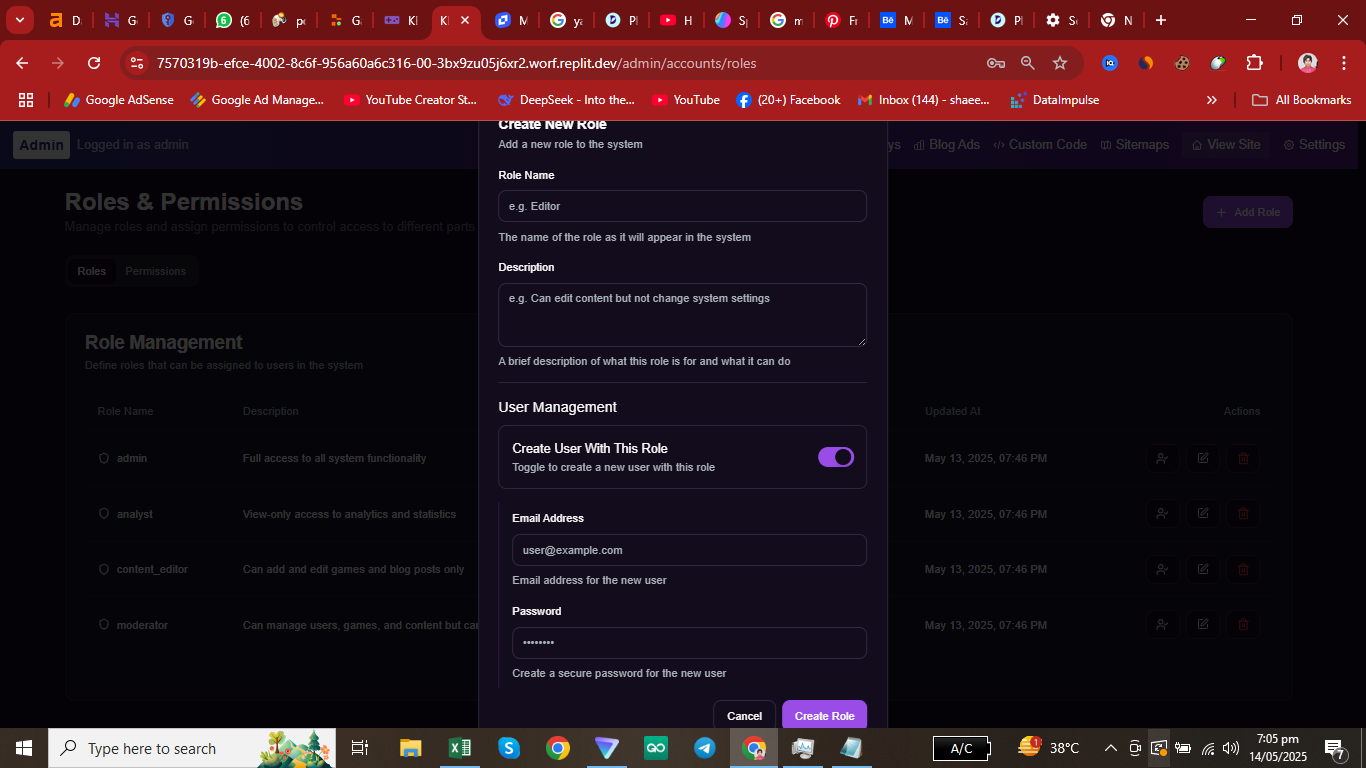 D
G
G
(6
pe
G
Kl
Kl
M
ya
Pl
H
S|
m
Fr
M
Sa
Pl
S
N
7570319b-efce-4002-8c6f-956a60a6c316-00-3bx9zu05j6xr2.worf.replit.dev/admin/accounts/roles
Google AdSense
Google Ad Manage...
YouTube Creator St...
DeepSeek - Into the...
YouTube
(20+) Facebook
Inbox (144) - shaee...
DataImpulse
All Bookmarks
Admin Logged in as admin
ys
Blog Ads
Custom Code
Sitemaps
View Site
Settings
Create New Role
Add a new role to the system
Roles & Permissions
Manage roles and assign permissions to control access to different parts
Add Role
Roles
Permissions
Role Name
e.g. Editor
The name of the role as it will appear in the system
Description
e.g. Can edit content but not change system settings
A brief description of what this role is for and what it can do
User Management
Create User With This Role
Toggle to create a new user with this role
Email Address
user@example.com
Email address for the new user
Password
••••••••
Create a secure password for the new user
Cancel
Create Role
Role Management
Define roles that can be assigned to users in the system
Role Name Description Updated At Actions
admin Full access to all system functionality May 13, 2025, 07:46 PM
analyst View-only access to analytics and statistics May 13, 2025, 07:46 PM
content_editor Can add and edit games and blog posts only May 13, 2025, 07:46 PM
moderator Can manage users, games, and content but can May 13, 2025, 07:46 PM
Type here to search
A/C
1
38°C
7:05 pm
14/05/2025
7